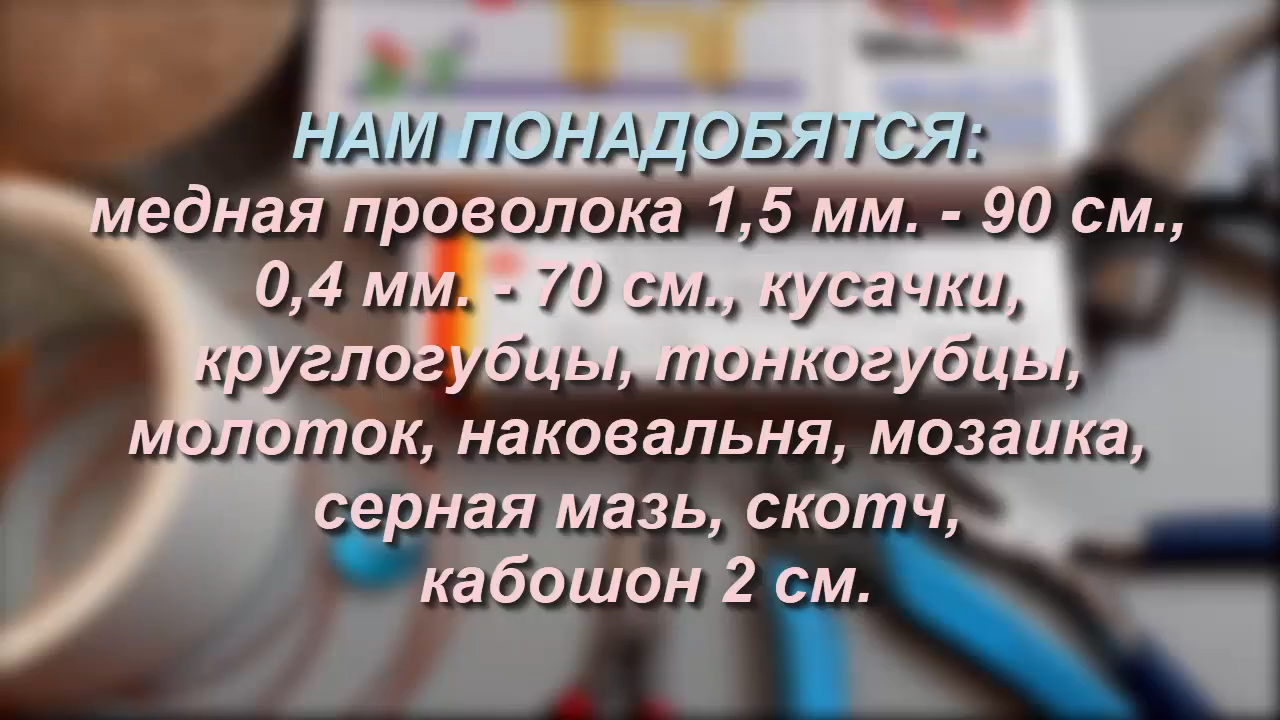 НАМ ПОНАДОБЯТСЯ:
медная проволока 1,5 мм. - 90 см.,
0,4 мм. - 70 см., кусачки,
круглогубцы, тонкогубцы,
молоток, наковальня, мозаика,
серная мазь, скотч,
кабошон 2 см.